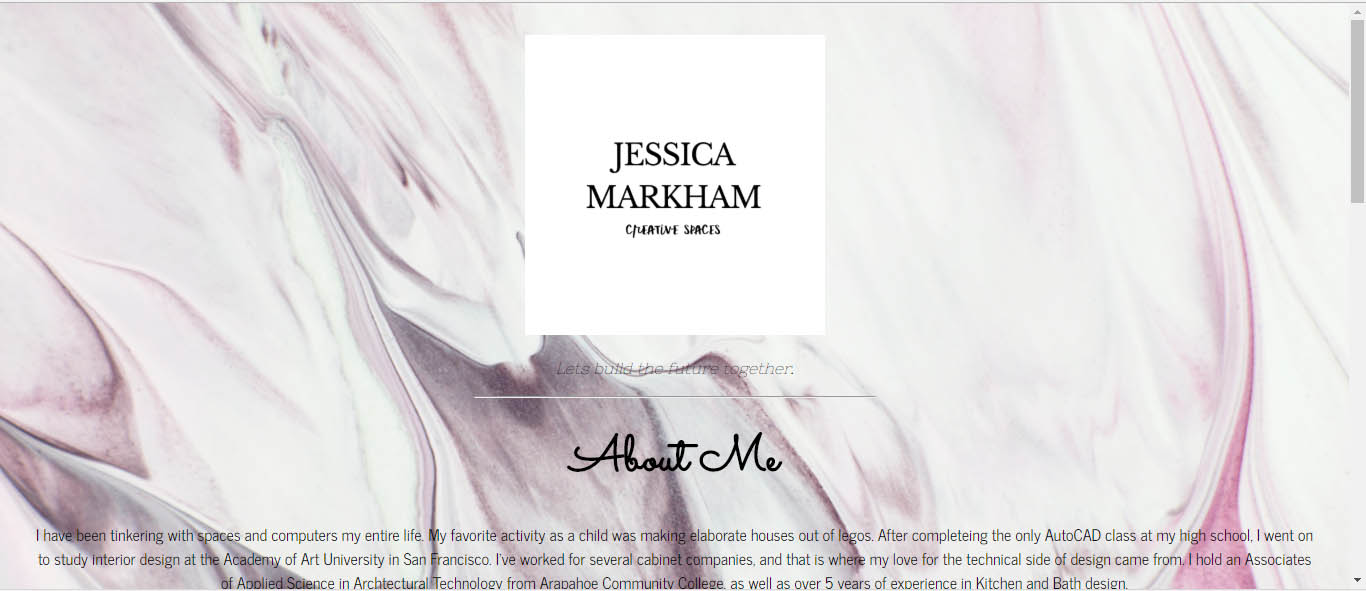 JESSICA
MARKHAM
CREATIVE SPACES
Lets build the future together.
About Me
I have been tinkering with spaces and computers my entire life. My favorite activity as a child was making elaborate houses out of legos. After completeing the only AutoCAD class at my high school, I went on
to study interior design at the Academy of Art University in San Francisco. I've worked for several cabinet companies, and that is where my love for the technical side of design came from. I hold an Associates
of Applied Science in Archtectural Technology from Arapahoe Community College, as well as over 5 years of experience in Kitchen and Bath design.